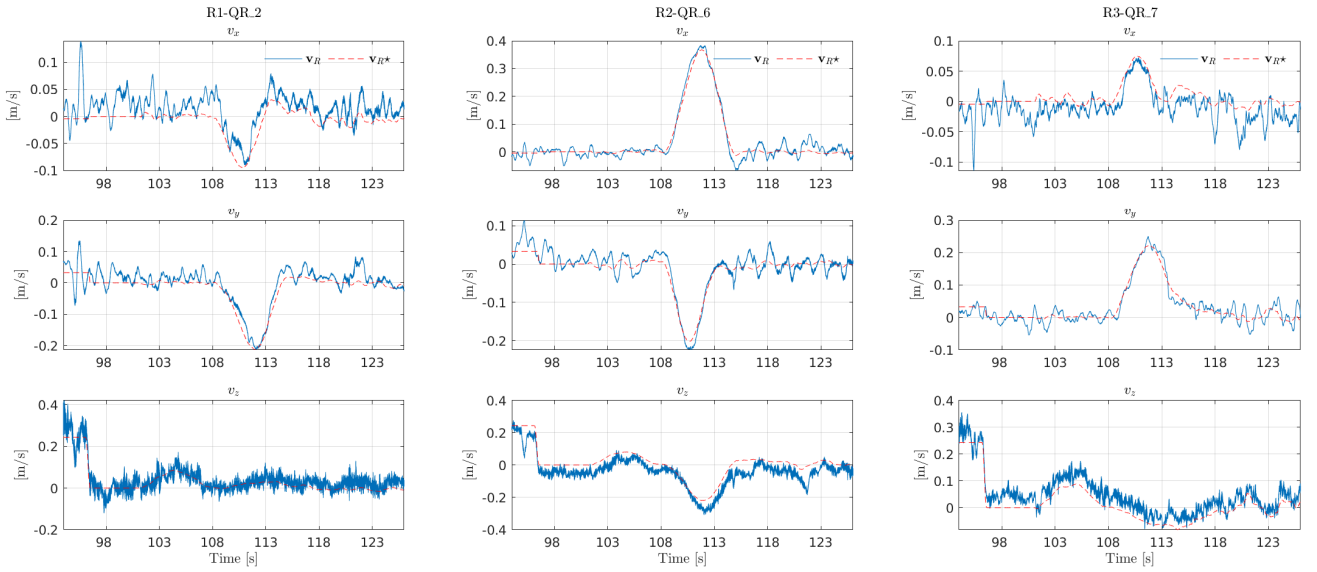 R1-QR_2
v_x
0.1
0.05
0
-0.05
-0.1
[m/s]
v_R v_R⋆
98 103 108 113 118 123
v_y
0.2
0.1
0
-0.1
-0.2
[m/s]
98 103 108 113 118 123
v_z
0.4
0.2
0
-0.2
[m/s]
98 103 108 113 118 123
Time [s]
R2-QR_6
v_x
0.4
0.3
0.2
0.1
0
[m/s]
v_R v_R⋆
98 103 108 113 118 123
v_y
0.1
0
-0.1
-0.2
[m/s]
98 103 108 113 118 123
v_z
0.4
0.2
0
-0.2
-0.4
[m/s]
98 103 108 113 118 123
Time [s]
R3-QR_7
v_x
0.1
0.05
0
-0.05
-0.1
[m/s]
v_R v_R⋆
98 103 108 113 118 123
v_y
0.3
0.2
0.1
0
-0.1
[m/s]
98 103 108 113 118 123
v_z
0.4
0.3
0.2
0.1
0
[m/s]
98 103 108 113 118 123
Time [s]